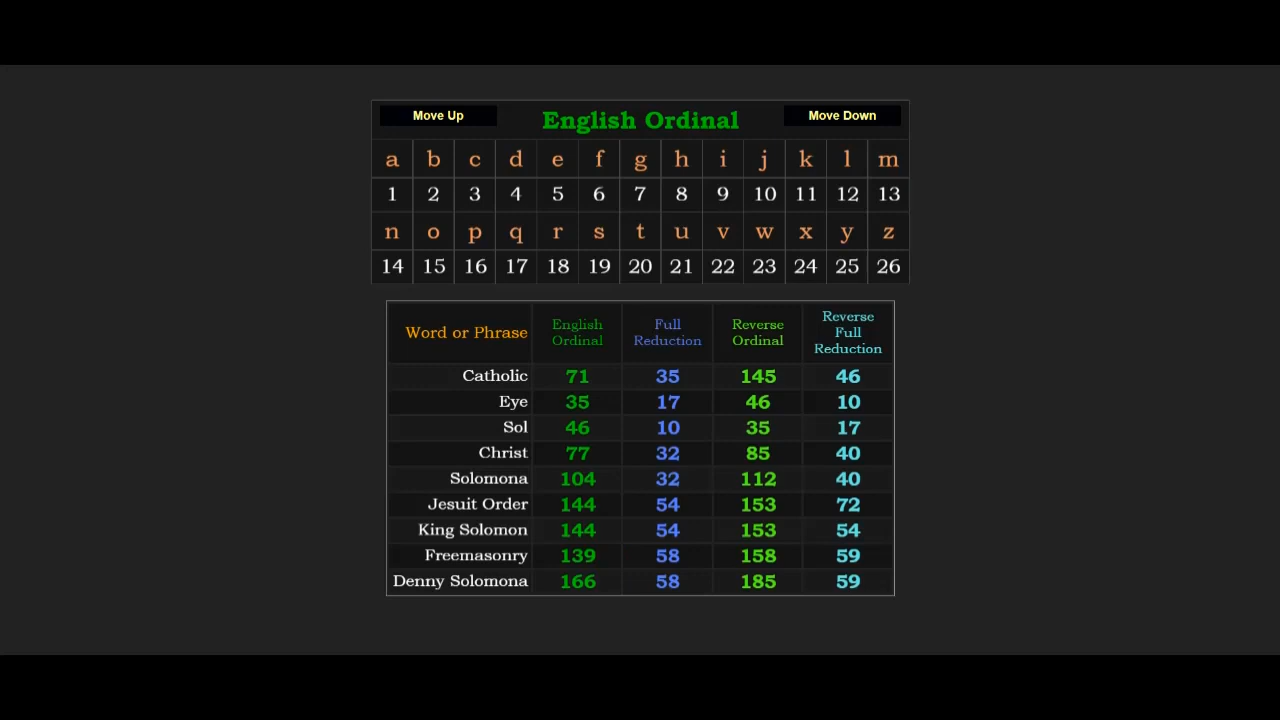 Move Up English Ordinal Move Down
a b c d e f g h i j k l m
1 2 3 4 5 6 7 8 9 10 11 12 13
n o p q r s t u v w x y z
14 15 16 17 18 19 20 21 22 23 24 25 26
Word or Phrase English Ordinal Full Reduction Reverse Ordinal Reverse Full Reduction
Catholic 71 35 145 46
Eye 35 17 46 10
Sol 46 10 35 17
Christ 77 32 85 40
Solomona 104 32 112 40
Jesuit Order 144 54 153 72
King Solomon 144 54 153 54
Freemasonry 139 58 158 59
Denny Solomona 166 58 185 59